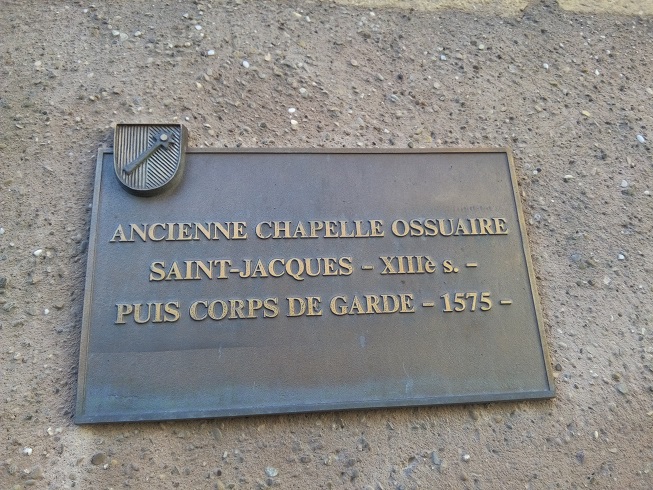 ANCIENNE CHAPELLE OSSUAIRE
SAINT-JACQUES – XIIIè s. –
PUIS CORPS DE GARDE – 1575 –